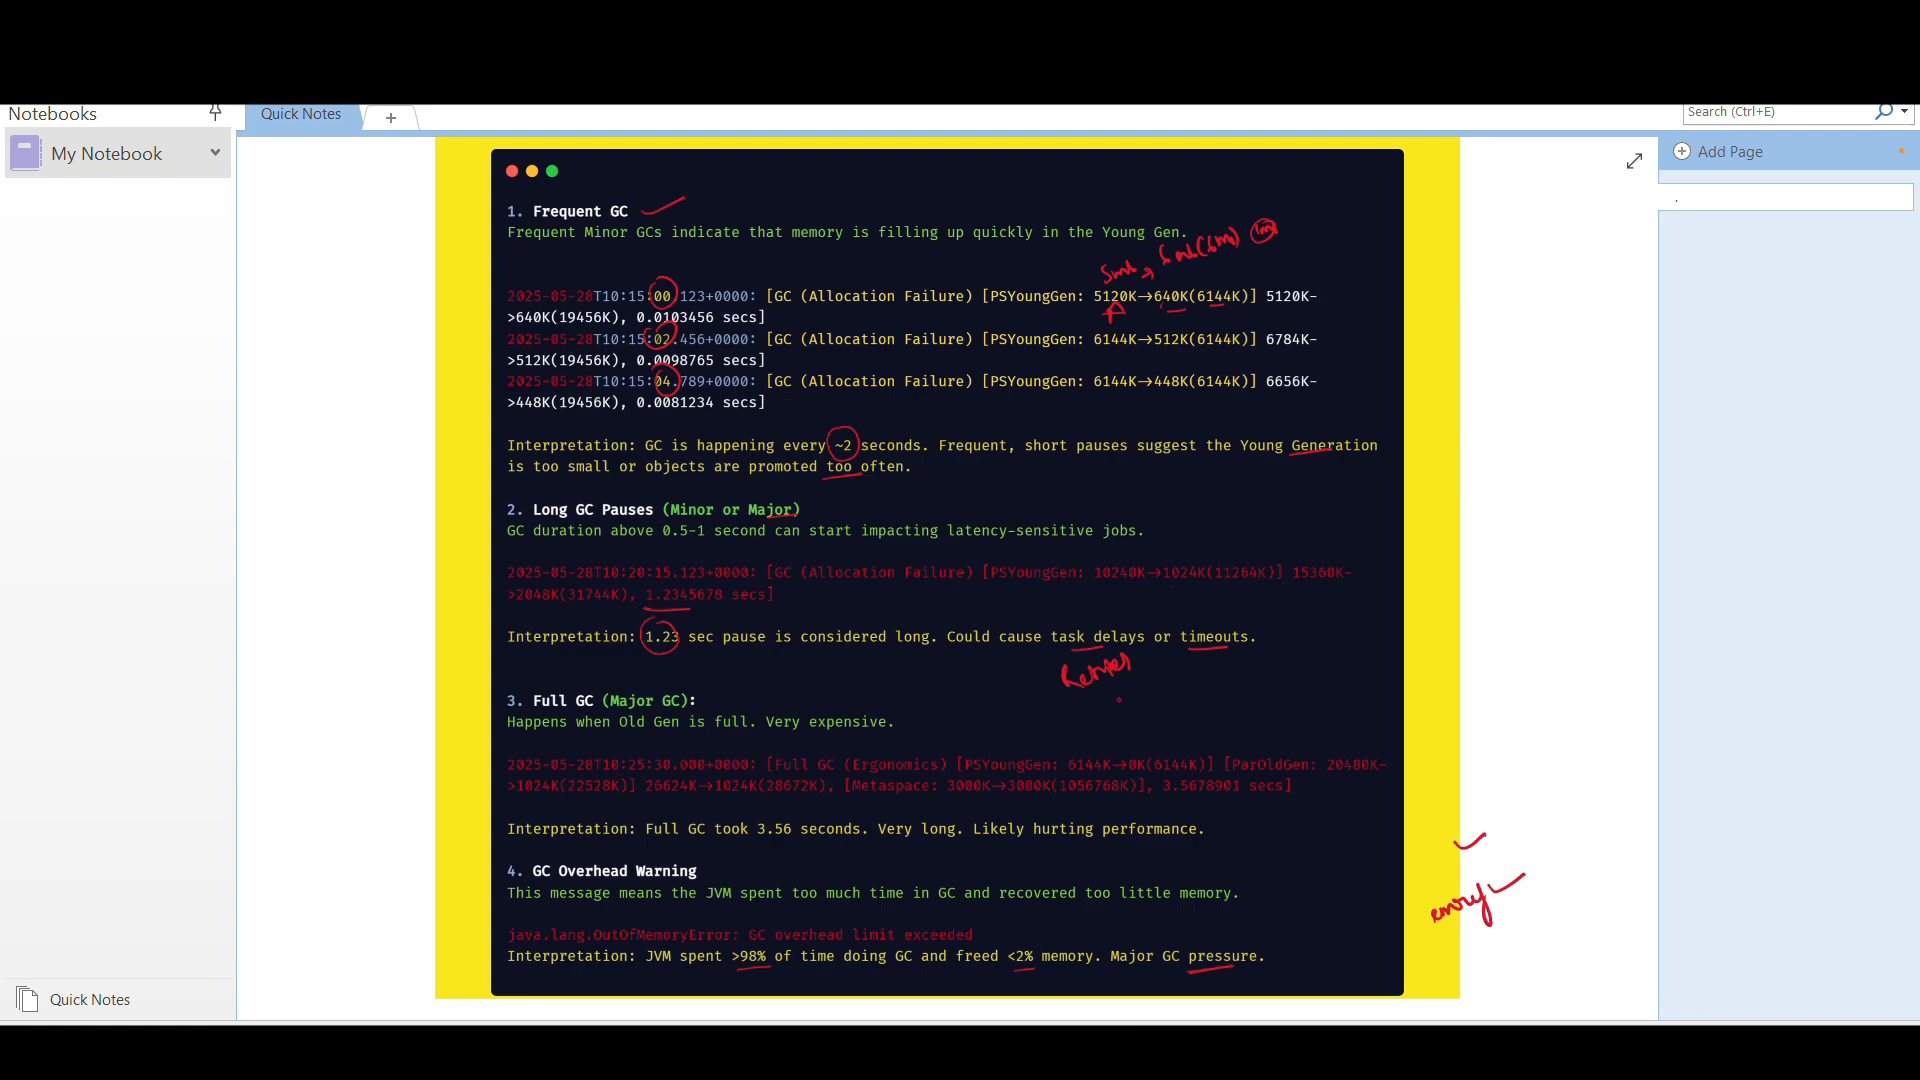 Notebooks
Quick Notes
+
Search (Ctrl+E)
My Notebook
Add Page
.
1. Frequent GC
Frequent Minor GCs indicate that memory is filling up quickly in the Young Gen.
5mb
2025-05-28T10:15:00.123+0000: [GC (Allocation Failure) [PSYoungGen: 5120K->640K(6144K)] 5120K-
>640K(19456K), 0.0103456 secs]
2025-05-28T10:15:02.456+0000: [GC (Allocation Failure) [PSYoungGen: 6144K->512K(6144K)] 6784K-
>512K(19456K), 0.0098765 secs]
2025-05-28T10:15:04.789+0000: [GC (Allocation Failure) [PSYoungGen: 6144K->448K(6144K)] 6656K-
>448K(19456K), 0.0081234 secs]
Interpretation: GC is happening every ~2 seconds. Frequent, short pauses suggest the Young Generation
is too small or objects are promoted too often.
2. Long GC Pauses (Minor or Major)
GC duration above 0.5-1 second can start impacting latency-sensitive jobs.
2025-05-28T10:20:15.123+0000: [GC (Allocation Failure) [PSYoungGen: 10240K->1024K(11264K)] 15360K-
>2048K(31744K), 1.2345678 secs]
Interpretation: 1.23 sec pause is considered long. Could cause task delays or timeouts.
3. Full GC (Major GC):
Happens when Old Gen is full. Very expensive.
2025-05-28T10:25:30.000+0000: [Full GC (Ergonomics) [PSYoungGen: 6144K->0K(6144K)] [ParOldGen: 20480K-
>1024K(22528K)] 26624K->1024K(28672K), [Metaspace: 3000K->3000K(1056768K)], 3.5678901 secs]
Interpretation: Full GC took 3.56 seconds. Very long. Likely hurting performance.
4. GC Overhead Warning
This message means the JVM spent too much time in GC and recovered too little memory.
emory
java.lang.OutOfMemoryError: GC overhead limit exceeded
Interpretation: JVM spent >98% of time doing GC and freed <2% memory. Major GC pressure.
Quick Notes